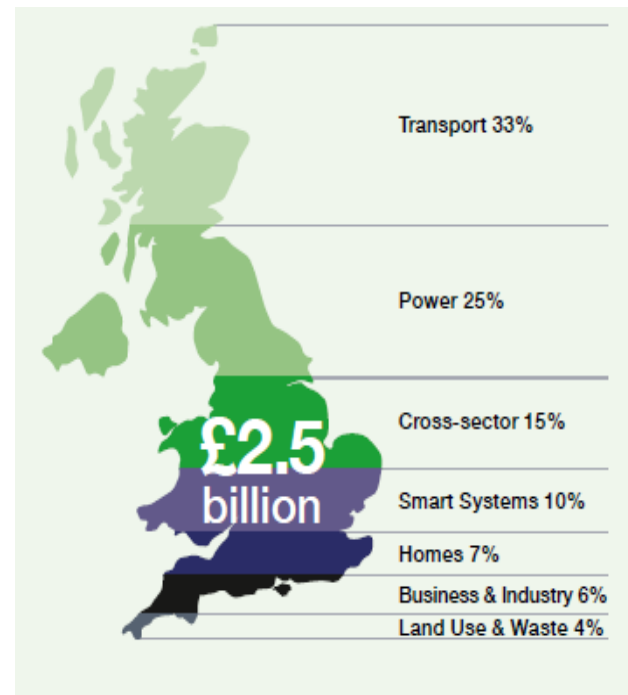 Transport 33%
Power 25%
Cross-sector 15%
£2.5
billion
Smart Systems 10%
Homes 7%
Business & Industry 6%
Land Use & Waste 4%